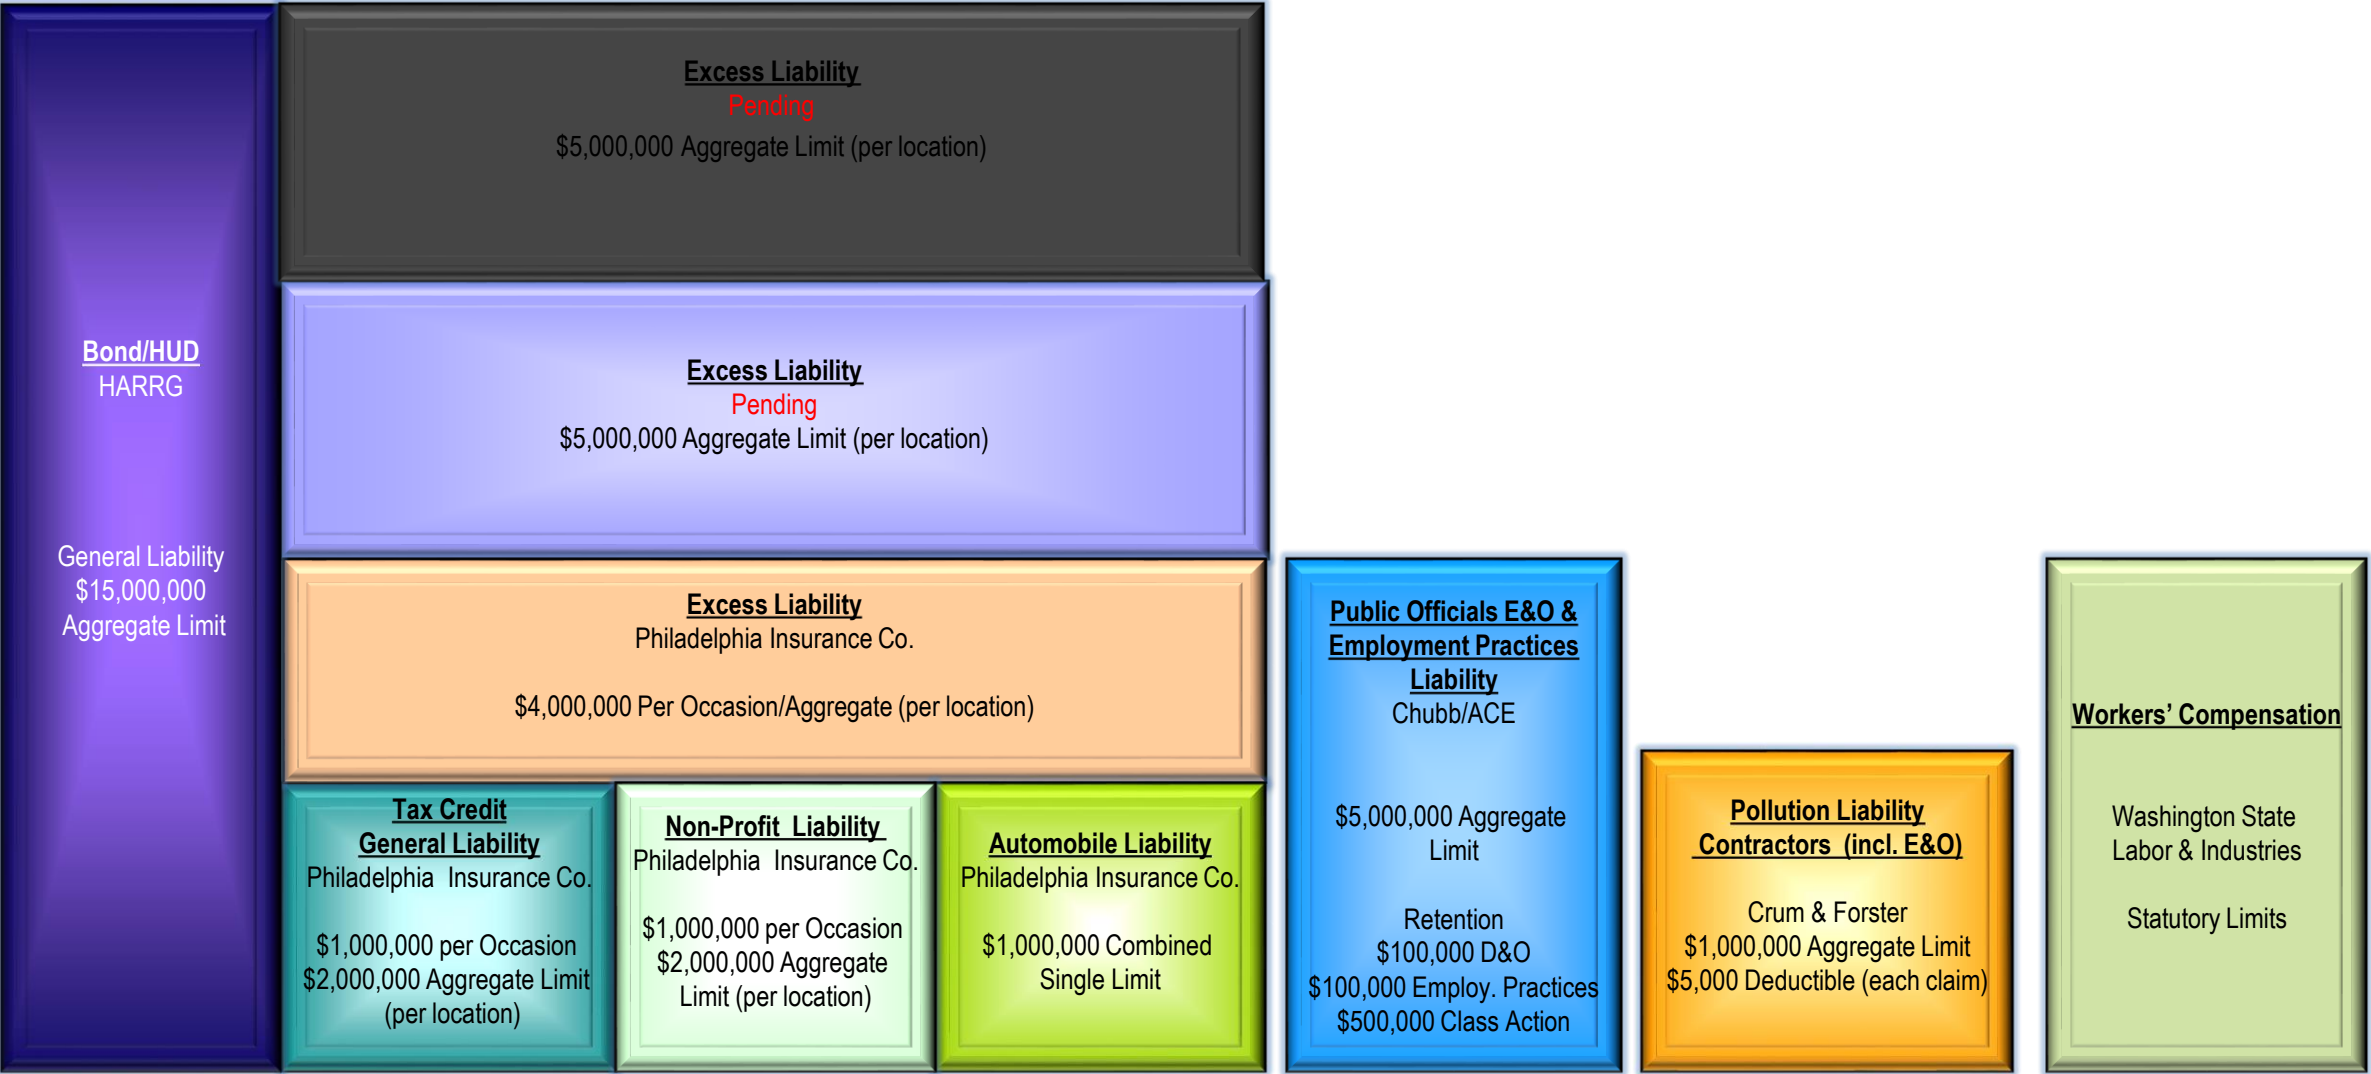 Bond/HUD
HARRG
General Liability
$15,000,000
Aggregate Limit
Excess Liability
Pending
$5,000,000 Aggregate Limit (per location)
Excess Liability
Pending
$5,000,000 Aggregate Limit (per location)
Excess Liability
Philadelphia Insurance Co.
$4,000,000 Per Occasion/Aggregate (per location)
Tax Credit
General Liability
Philadelphia Insurance Co.
$1,000,000 per Occasion
$2,000,000 Aggregate Limit
(per location)
Non-Profit Liability
Philadelphia Insurance Co.
$1,000,000 per Occasion
$2,000,000 Aggregate
Limit (per location)
Automobile Liability
Philadelphia Insurance Co.
$1,000,000 Combined
Single Limit
Public Officials E&O &
Employment Practices
Liability
Chubb/ACE
$5,000,000 Aggregate
Limit
Retention
$100,000 D&O
$100,000 Employ. Practices
$500,000 Class Action
Pollution Liability
Contractors (incl. E&O)
Crum & Forster
$1,000,000 Aggregate Limit
$5,000 Deductible (each claim)
Workers’ Compensation
Washington State
Labor & Industries
Statutory Limits